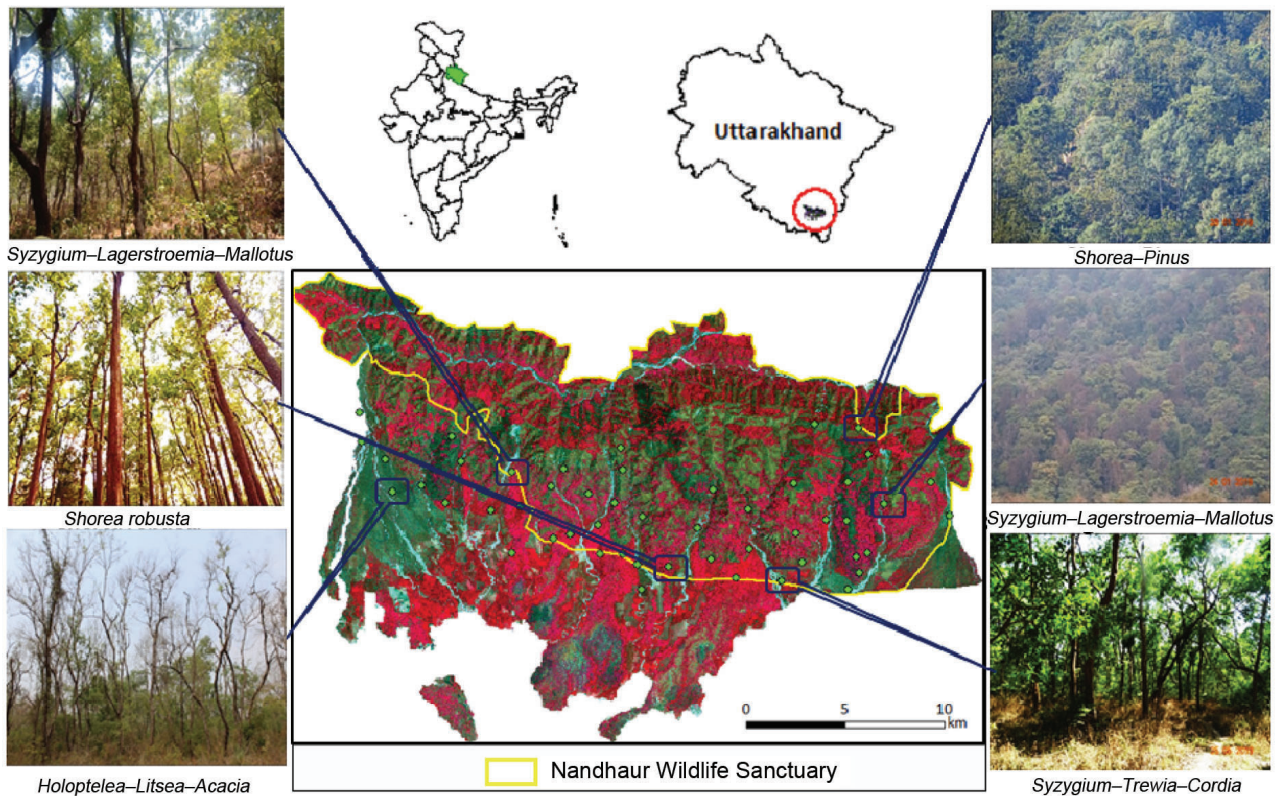 Uttarakhand
Syzygium–Lagerstroemia–Mallotus
Shorea–Pinus
Shorea robusta
Syzygium–Lagerstroemia–Mallotus
0 5 10
km
Holoptelea–Litsea–Acacia
Nandhaur Wildlife Sanctuary
Syzygium–Trewia–Cordia